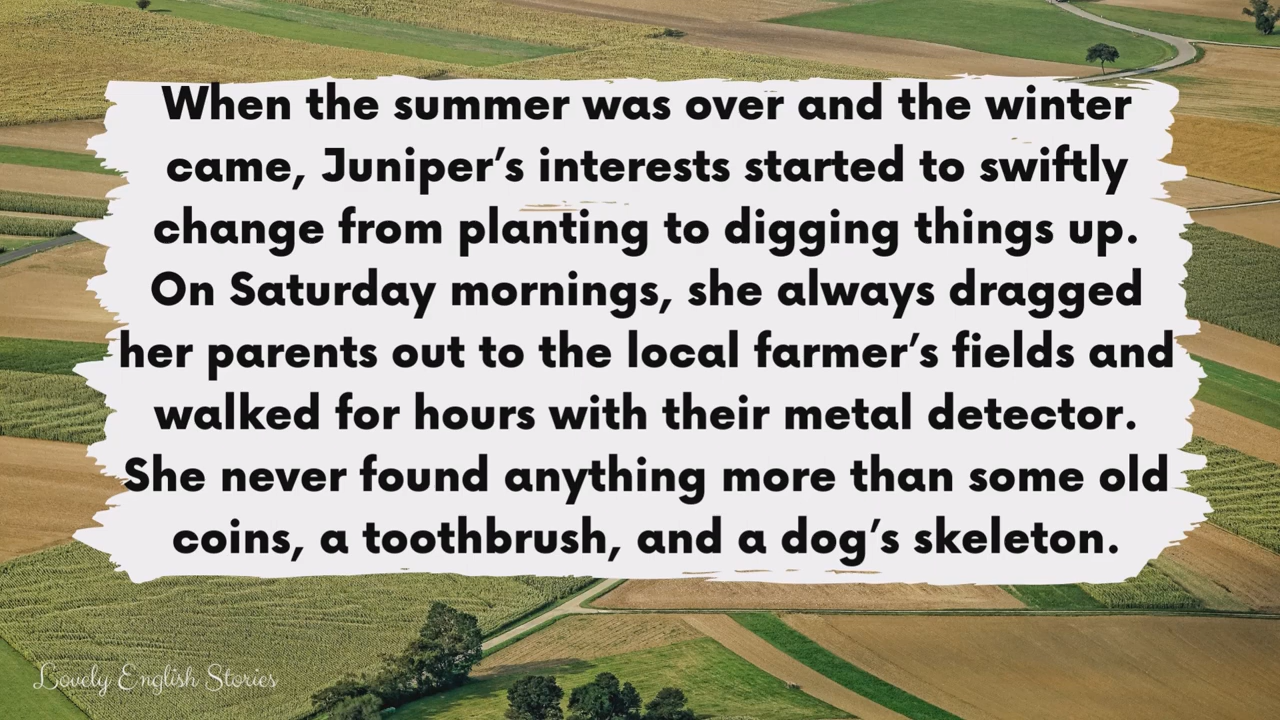 When the summer was over and the winter
came, Juniper’s interests started to swiftly
change from planting to digging things up.
On Saturday mornings, she always dragged
her parents out to the local farmer’s fields and
walked for hours with their metal detector.
She never found anything more than some old
coins, a toothbrush, and a dog’s skeleton.
Lovely English Stories